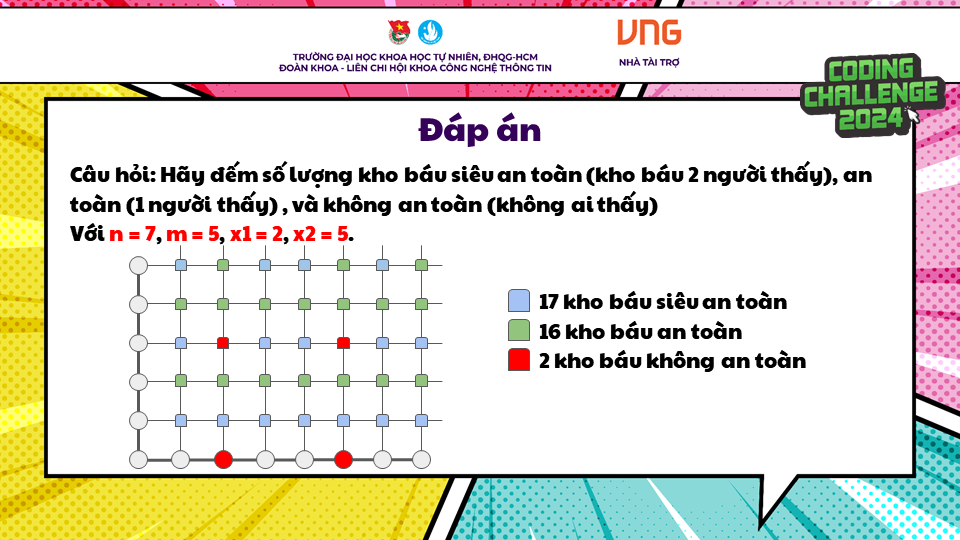 VNG
TRƯỜNG ĐẠI HỌC KHOA HỌC TỰ NHIÊN, ĐHQG-HCM
ĐOÀN KHOA - LIÊN CHI HỘI KHOA CÔNG NGHỆ THÔNG TIN
NHÀ TÀI TRỢ
CODING
CHALLENGE
2024
Đáp án
Câu hỏi: Hãy đếm số lượng kho báu siêu an toàn (kho báu 2 người thấy), an
toàn (1 người thấy) , và không an toàn (không ai thấy)
Với n = 7, m = 5, x1 = 2, x2 = 5.
17 kho báu siêu an toàn
16 kho báu an toàn
2 kho báu không an toàn